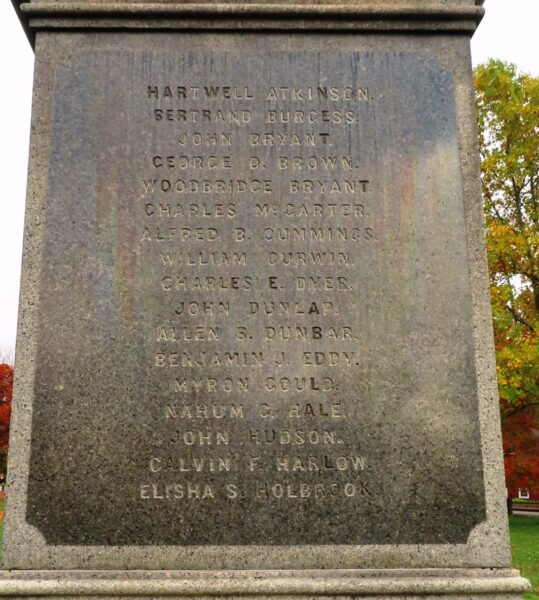 HARTWELL ATKINSON.
BERTRAND BURGESS.
JOHN BRYANT.
GEORGE D. BROWN.
WOODBRIDGE BRYANT.
CHARLES McCARTER.
ALFRED B. CUMMINGS.
WILLIAM CURWIN.
CHARLES E. DYER.
JOHN DUNLAP.
ALLEN B. DUNBAR.
BENJAMIN J. EDDY.
MYRON GOULD.
NAHUM C. HALE.
JOHN HUDSON.
CALVIN F. HARLOW.
ELISHA S. HOLBROOK.